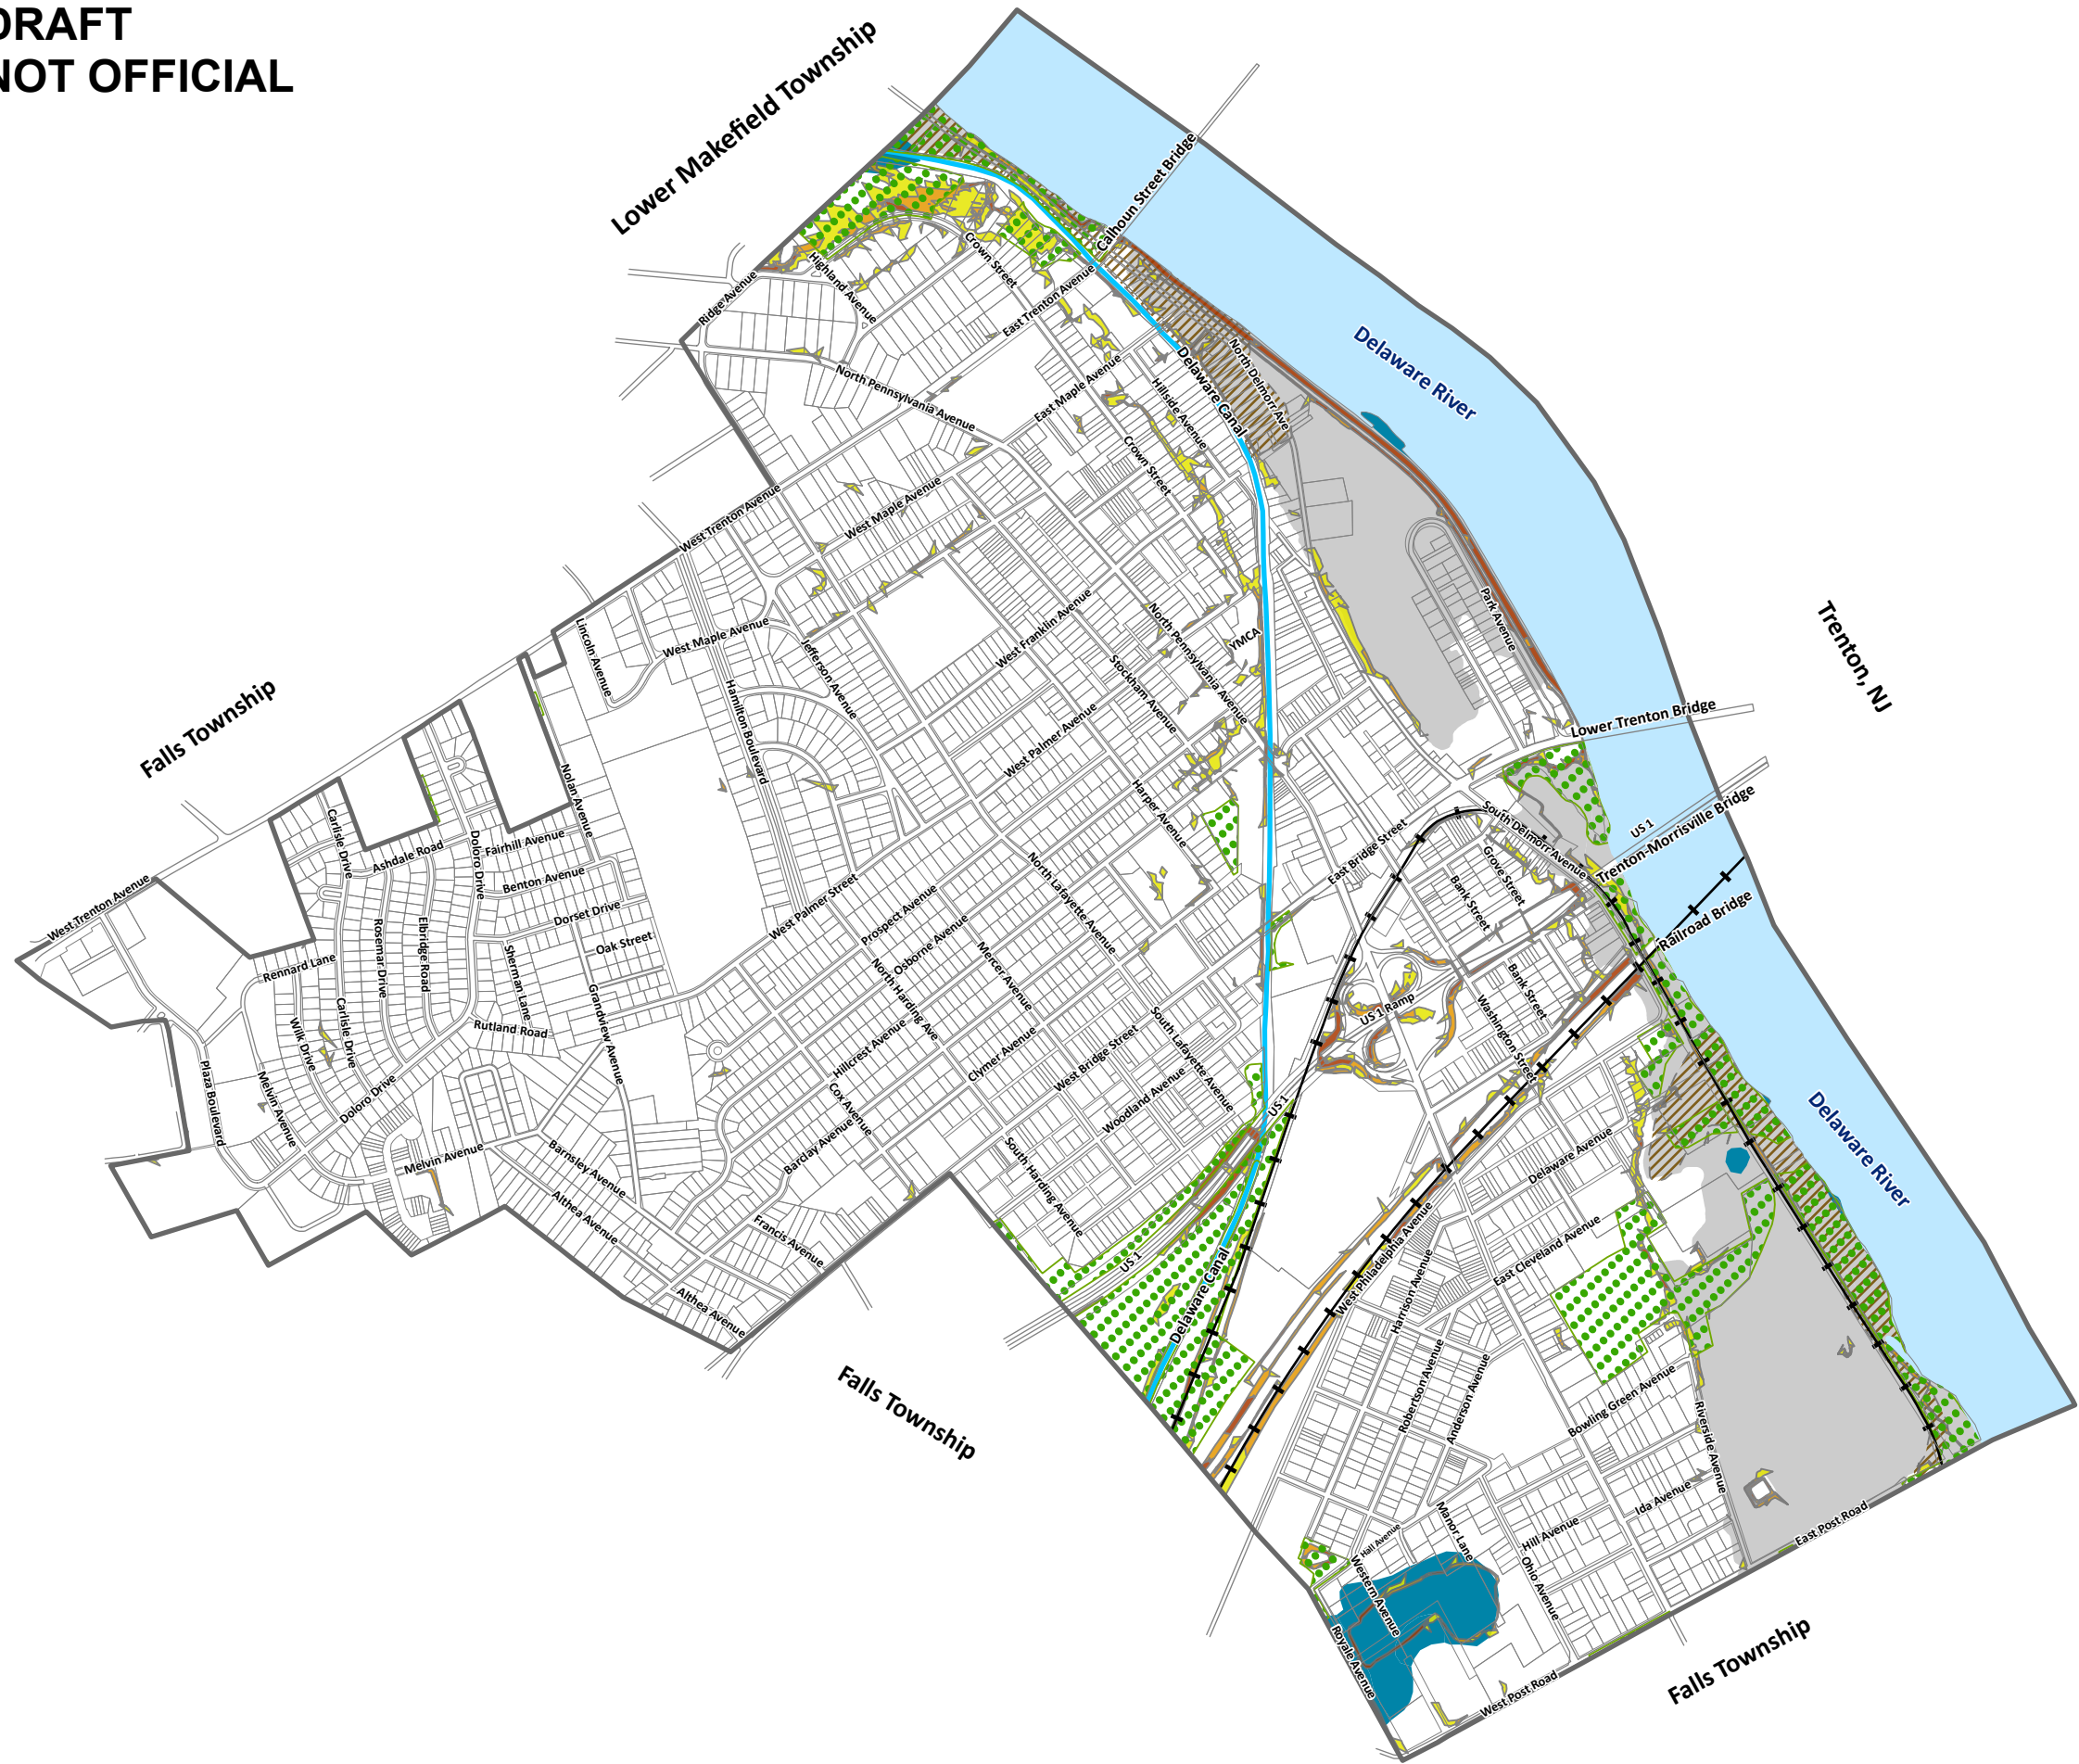 DRAFT
NOT OFFICIAL
Lower Makefield Township
Calhoun Street Bridge
Delaware River
Crown Street
Highland Avenue
Ridge Avenue
East Trenton Avenue
North Pennsylvania Avenue
East Maple Avenue
Delaware Canal
North Delmorr Ave
Hillside Avenue
Crown Street
West Maple Avenue
West Trenton Avenue
Park Avenue
Trenton, NJ
Lincoln Avenue
West Maple Avenue
Jefferson Avenue
West Franklin Avenue
North Pennsylvania Avenue
YMCA
Stockham Avenue
Hamilton Boulevard
West Palmer Avenue
Lower Trenton Bridge
Falls Township
Nolan Avenue
Harper Avenue
Carlisle Drive
Ashdale Road
Doloro Drive
Fairhill Avenue
Benton Avenue
Dorset Drive
Oak Street
East Bridge Street
South Delmorr Avenue
US 1
Trenton-Morrisville Bridge
Grove Street
Bank Street
Railroad Bridge
West Trenton Avenue
Rennard Lane
Rosemar Drive
Elbridge Road
Sherman Lane
West Palmer Street
Prospect Avenue
Osborne Avenue
North Lafayette Avenue
Mercer Avenue
North Harding Ave
Bank Street
US 1 Ramp
Washington Street
Wilk Drive
Carlisle Drive
Rutland Road
Grandview Avenue
Hillcrest Avenue
Clymer Avenue
West Bridge Street
South Lafayette Avenue
Woodland Avenue
US 1
Plaza Boulevard
Melvin Avenue
Doloro Drive
Cox Avenue
Barclay Avenue
Melvin Avenue
Barnsley Avenue
Althea Avenue
Francis Avenue
Althea Avenue
South Harding Avenue
US 1
Delaware Canal
Delaware Avenue
Delaware River
West Philadelphia Avenue
Harrison Avenue
East Cleveland Avenue
Robertson Avenue
Anderson Avenue
Bowling Green Avenue
Riverside Avenue
Falls Township
Ida Avenue
East Post Road
Manor Lane
Hill Avenue
Hall Avenue
Western Avenue
Ohio Avenue
Royale Avenue
West Post Road
Falls Township